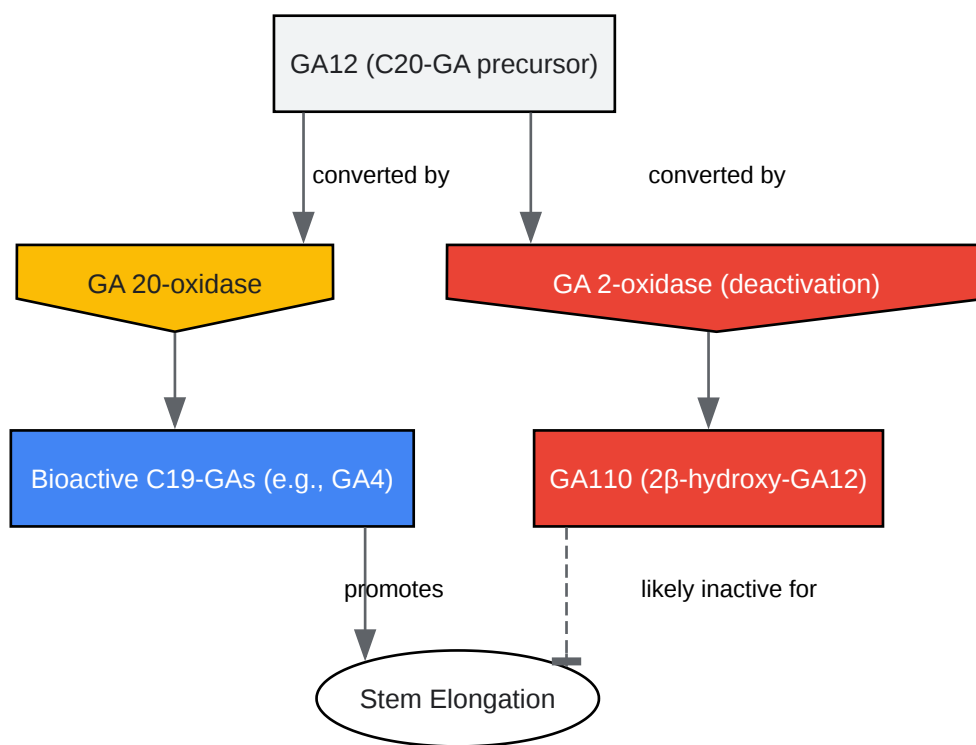 GA12 (C20-GA precursor)
converted by
converted by
GA 20-oxidase
GA 2-oxidase (deactivation)
Bioactive C19-GAs (e.g., GA4)
GA110 (2β-hydroxy-GA12)
promotes
likely inactive for
Stem Elongation